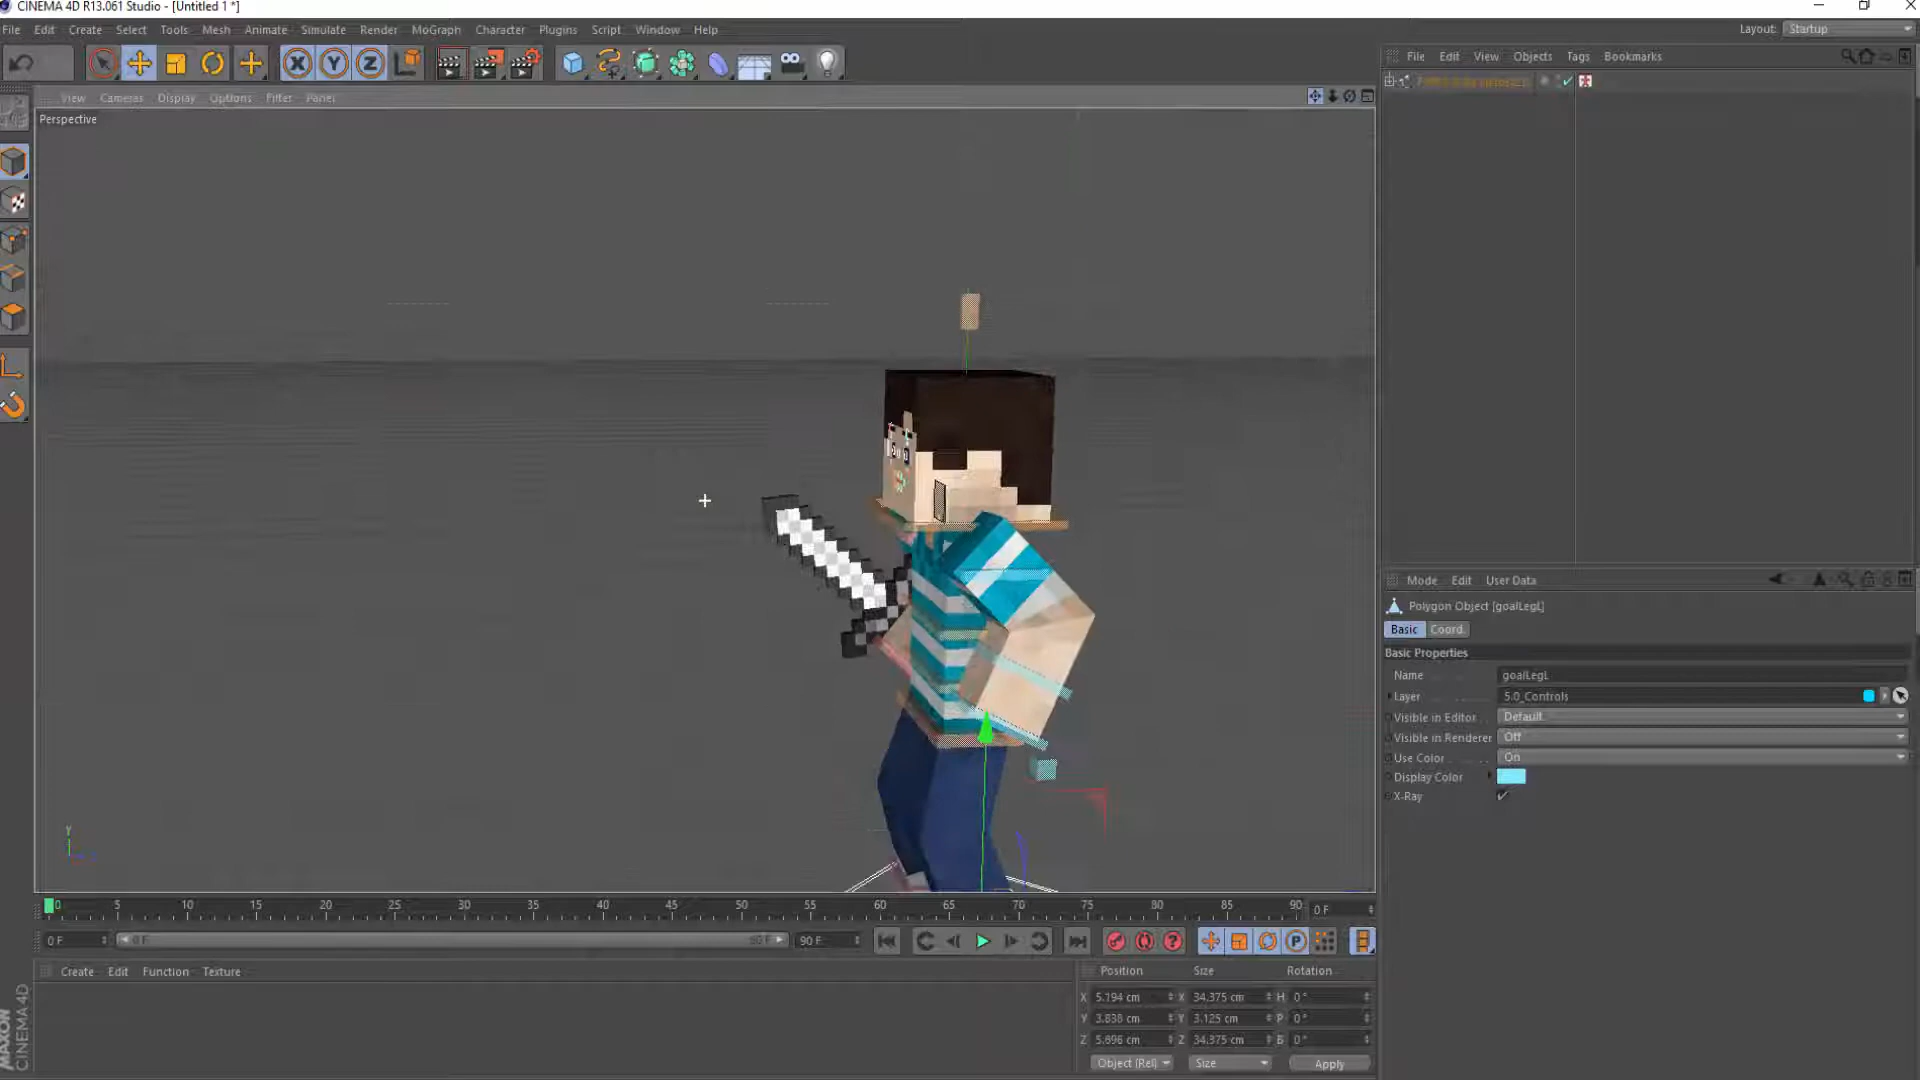 CINEMA 4D R13.061 Studio - [Untitled 1 *]
File Edit Create Select Tools Mesh Animate Simulate Render MoGraph Character Plugins Script Window Help
Layout: Startup
File Edit View Objects Tags Bookmarks
View Cameras Display Options Filter Panel
Perspective
Mode Edit User Data
Polygon Object [goalLegL]
Basic Coord.
Basic Properties
Name goalLegL
Layer 5.0_Controls
Visible in Editor Default
Visible in Renderer Off
Use Color On
Display Color
X-Ray
Y
0 5 10 15 20 25 30 35 40 45 50 55 60 65 70 75 80 85 90 0 F
0 F 0 F 90 F 90 F
Create Edit Function Texture
Position Size Rotation
X 5.194 cm X 34.375 cm H 0 °
Y 3.838 cm Y 3.125 cm P 0 °
Z 5.696 cm Z 34.375 cm B 0 °
Object (Rel) Size Apply
MAXON
CINEMA 4D